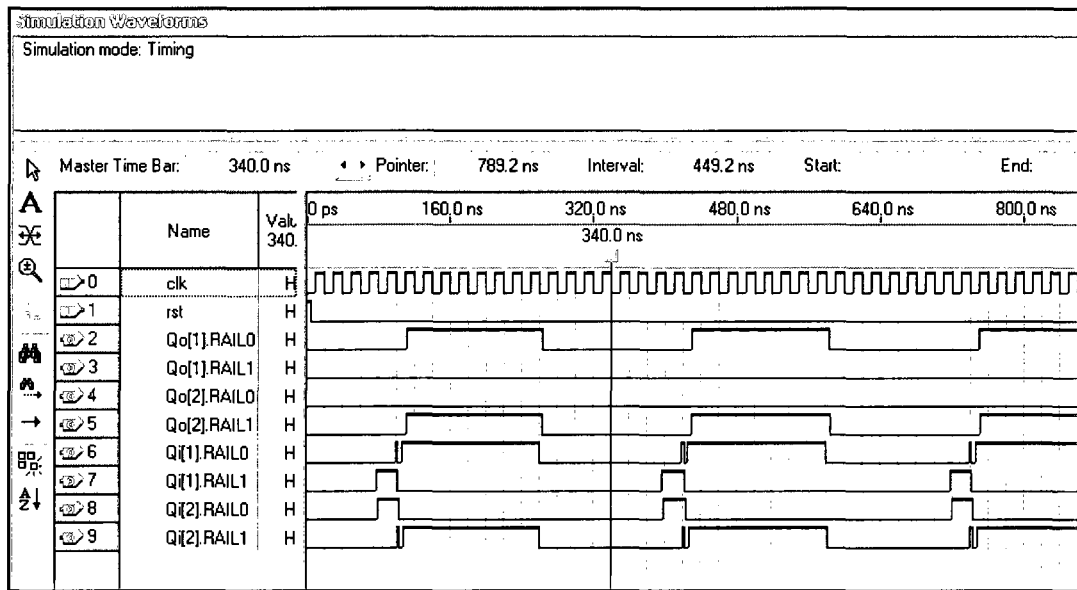 Simulation Waveforms
Simulation mode: Timing
Master Time Bar: 340.0 ns Pointer: 789.2 ns Interval: 449.2 ns Start: End:
Name Valu 340.
0 ps 160.0 ns 320.0 ns 480.0 ns 640.0 ns 800.0 ns
340.0 ns
0 clk H
1 rst H
2 Qo[1].RAIL0 H
3 Qo[1].RAIL1 H
4 Qo[2].RAIL0 H
5 Qo[2].RAIL1 H
6 Qi[1].RAIL0 H
7 Qi[1].RAIL1 H
8 Qi[2].RAIL0 H
9 Qi[2].RAIL1 H